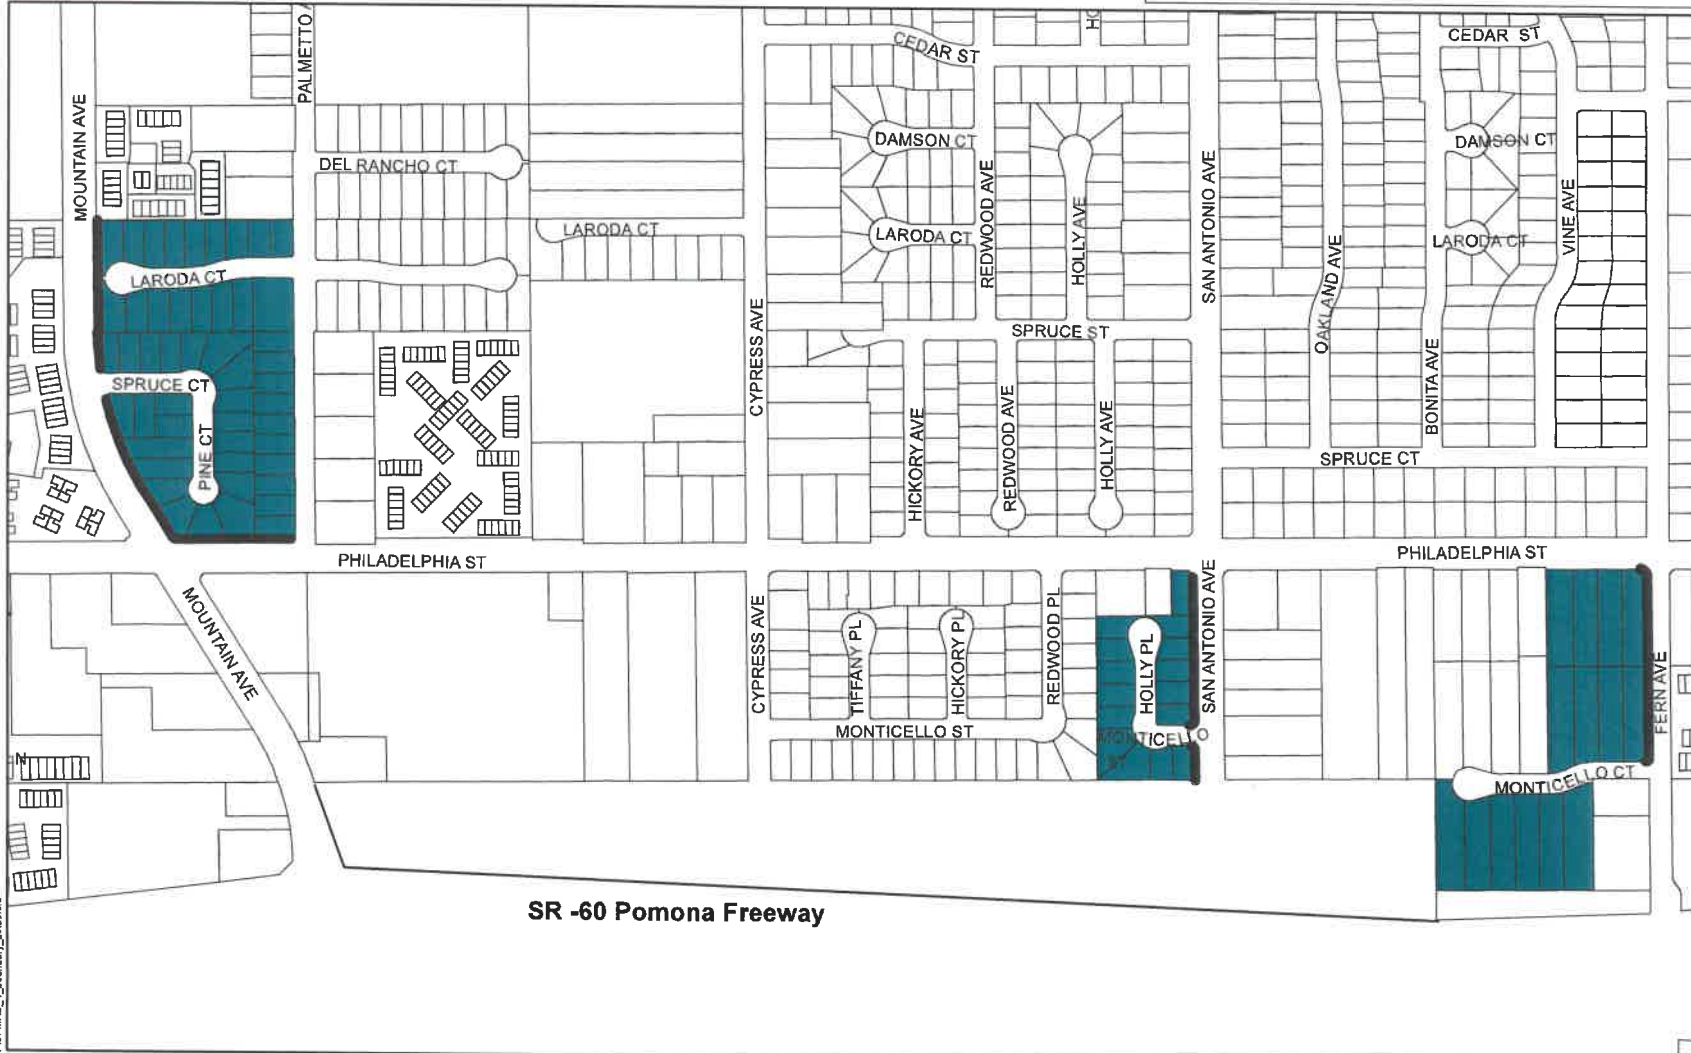 PALMETTO
CEDAR ST
HO
CEDAR ST
MOUNTAIN AVE
DAMSON CT
DAMSON CT
DEL RANCHO CT
REDWOOD AVE
SAN ANTONIO AVE
VINE AVE
LARODA CT
LARODA CT
HOLLY AVE
LARODA CT
LARODA CT
OAKLAND AVE
CYPRESS AVE
SPRUCE ST
SPRUCE CT
BONITA AVE
HICKORY AVE
REDWOOD AVE
HOLLY AVE
PINE CT
SPRUCE CT
PHILADELPHIA ST
PHILADELPHIA ST
MOUNTAIN AVE
CYPRESS AVE
TIFFANY PL
HICKORY PL
REDWOOD PL
HOLLY PL
SAN ANTONIO AVE
FERN AVE
MONTICELLO ST
MONTICELLO
ST
N
MONTICELLO CT
SR -60 Pomona Freeway